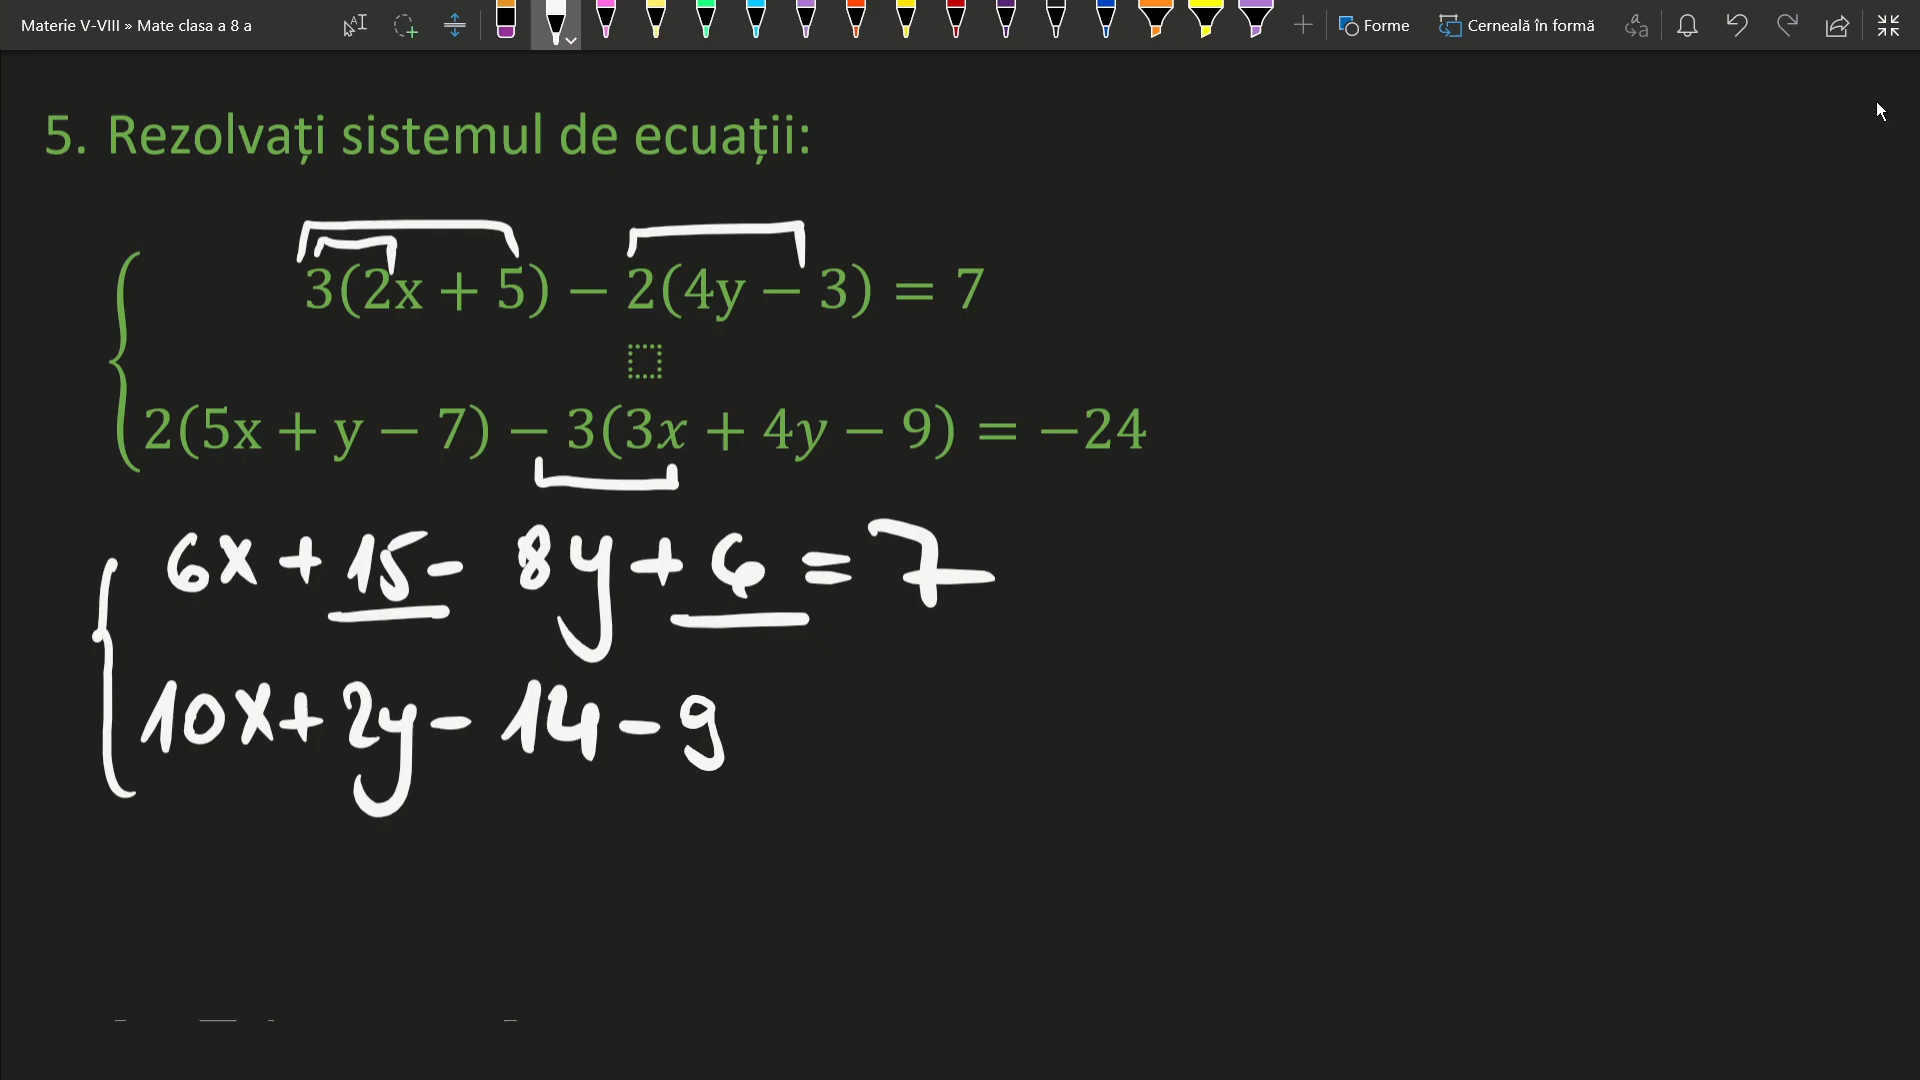 Materie V-VIII » Mate clasa a 8 a
Forme
Cerneală în formă
5. Rezolvați sistemul de ecuații:
3(2x + 5) − 2(4y − 3) = 7
2(5x + y − 7) − 3(3x + 4y − 9) = −24
6x + 15 - 8y + 6 = 7
10x + 2y - 14 - 9